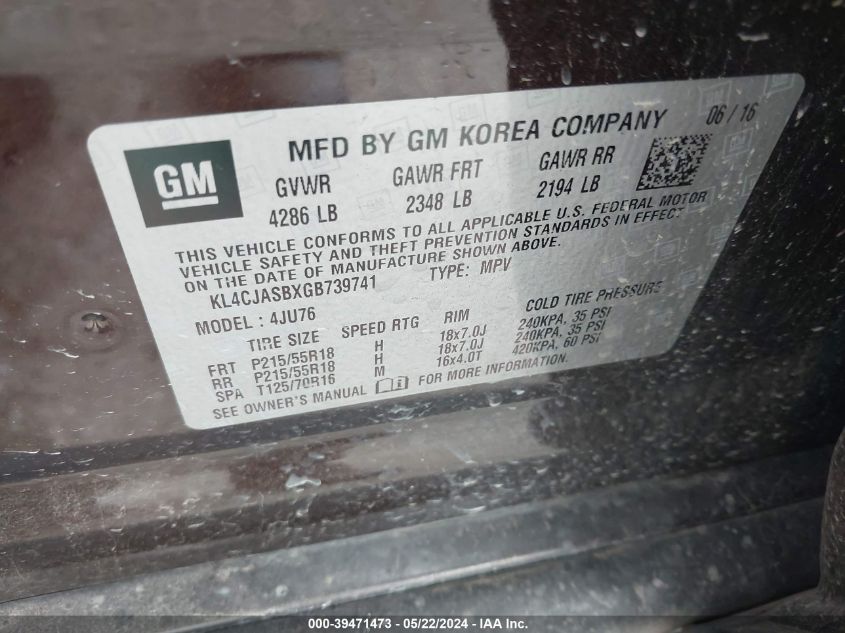 MFD BY GM KOREA COMPANY 06 / 16
GM
GVWR GAWR FRT GAWR RR
4286 LB 2348 LB 2194 LB
THIS VEHICLE CONFORMS TO ALL APPLICABLE U.S. FEDERAL MOTOR
VEHICLE SAFETY AND THEFT PREVENTION STANDARDS IN EFFECT
ON THE DATE OF MANUFACTURE SHOWN ABOVE.
KL4CJASBXGB739741 TYPE: MPV
MODEL : 4JU76
TIRE SIZE SPEED RTG RIM COLD TIRE PRESSURE
FRT P215/55R18 H 18x7.0J 240KPA, 35 PSI
RR P215/55R18 H 18x7.0J 240KPA, 35 PSI
SPA T125/70R16 M 16x4.0T 420KPA, 60 PSI
SEE OWNER'S MANUAL FOR MORE INFORMATION.
000-39471473 - 05/22/2024 - IAA Inc.